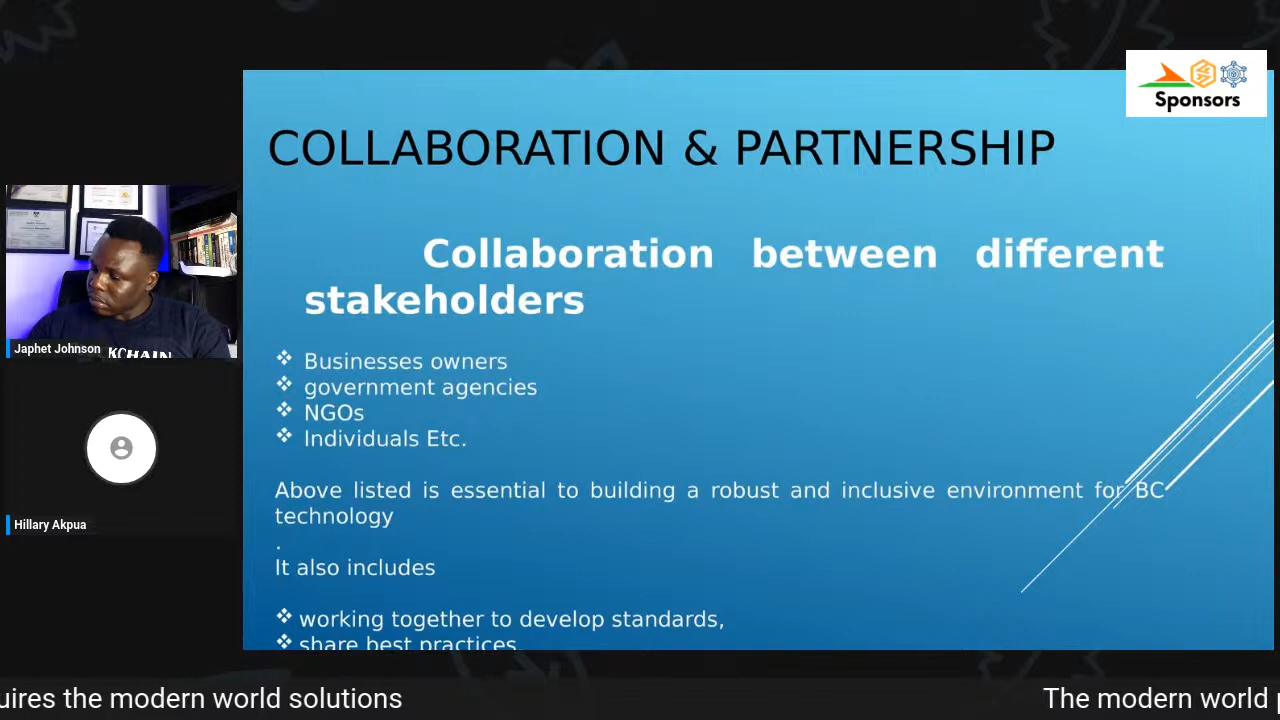 Sponsors
COLLABORATION & PARTNERSHIP
Collaboration between different
stakeholders
❖ Businesses owners
❖ government agencies
❖ NGOs
❖ Individuals Etc.
Above listed is essential to building a robust and inclusive environment for BC
technology
.
It also includes
❖ working together to develop standards,
❖ share best practices,
Japhet Johnson
KCHAIN
Hillary Akpua
uires the modern world solutions
The modern world